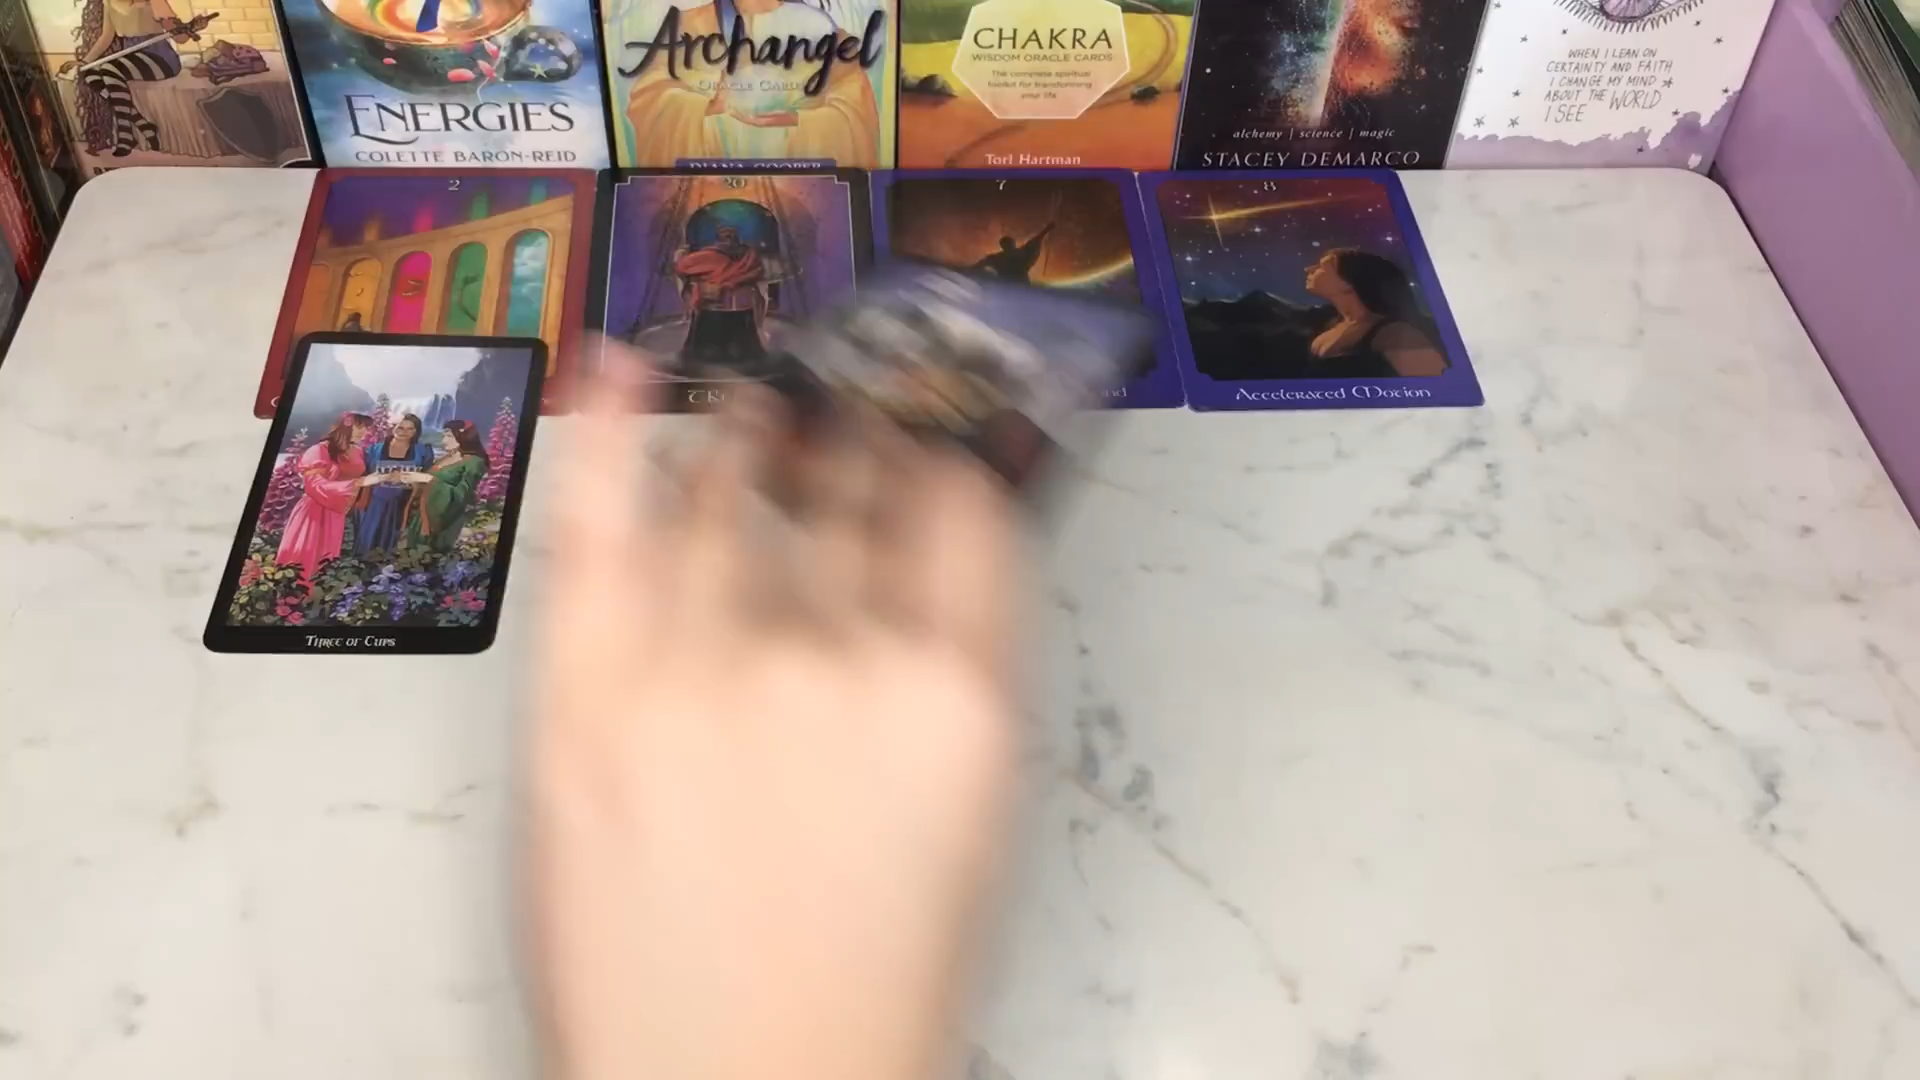 ENERGIES
COLETTE BARON-REID
Archangel
ORACLE CARDS
DIANA COOPER
CHAKRA
WISDOM ORACLE CARDS
The complete spiritual
toolkit for transforming
your life
Tori Hartman
alchemy | science | magic
STACEY DEMARCO
WHEN I LEAN ON
CERTAINTY AND FAITH
I CHANGE MY MIND
ABOUT THE WORLD
I SEE
2
20
7
8
Accelerated Motion
Three of Cups